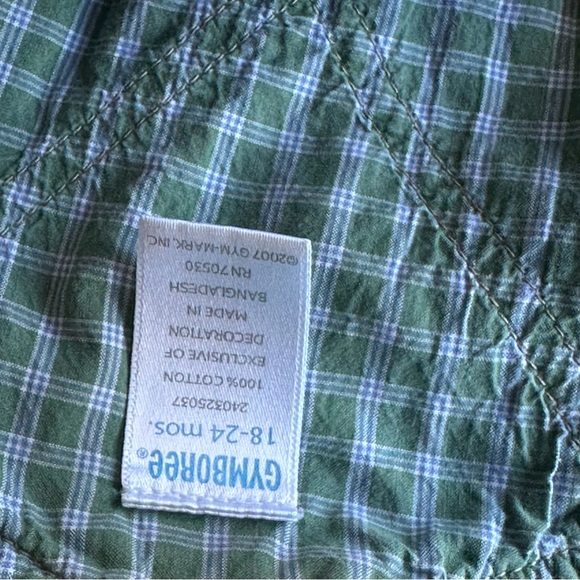 GYMBORee®
18-24 mos.
240325037
100% COTTON
EXCLUSIVE OF
DECORATION
MADE IN
BANGLADESH
RN 70530
©2007 GYM-MARK, INC.